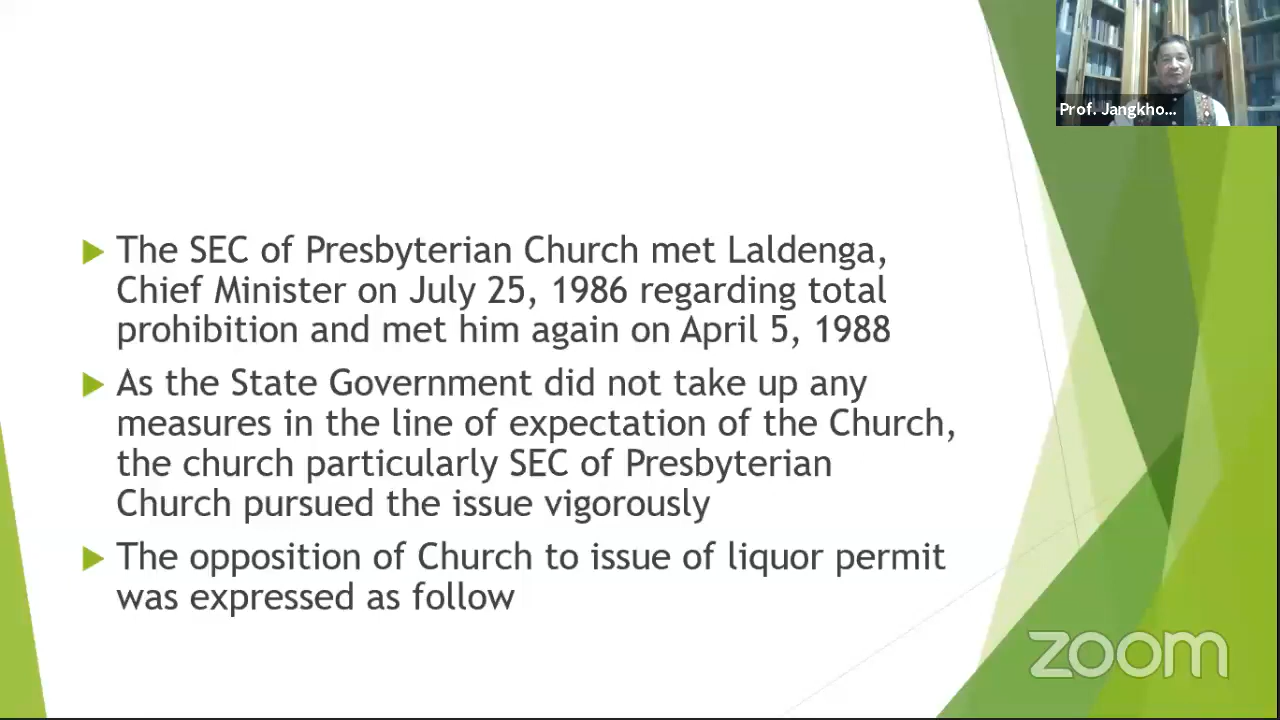 Prof. Jangkho...
The SEC of Presbyterian Church met Laldenga,
Chief Minister on July 25, 1986 regarding total
prohibition and met him again on April 5, 1988
As the State Government did not take up any
measures in the line of expectation of the Church,
the church particularly SEC of Presbyterian
Church pursued the issue vigorously
The opposition of Church to issue of liquor permit
was expressed as follow
zoom